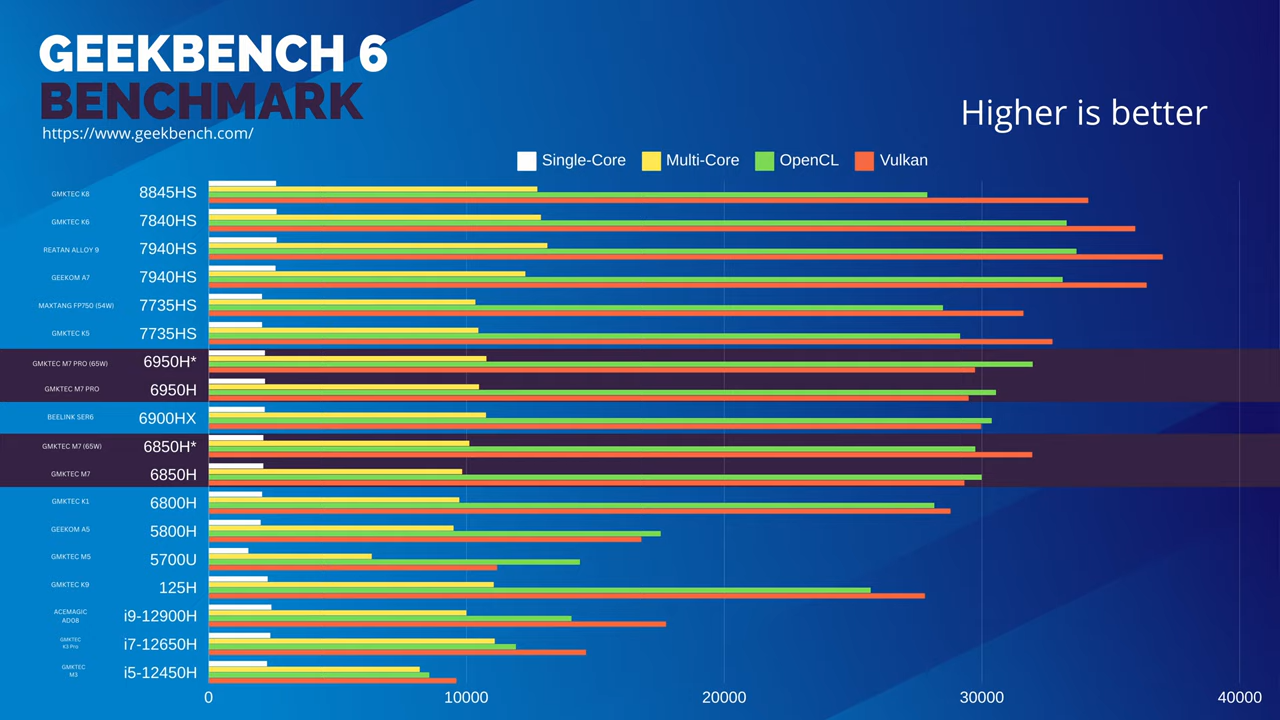 GEEKBENCH 6
BENCHMARK
https://www.geekbench.com/
Higher is better
Single-Core Multi-Core OpenCL Vulkan
GMKTEC K8 8845HS
GMKTEC K6 7840HS
REATAN ALLOY 9 7940HS
GEEKOM A7 7940HS
MAXTANG FP750 (54W) 7735HS
GMKTEC K5 7735HS
GMKTEC M7 PRO (65W) 6950H*
GMKTEC M7 PRO 6950H
BEELINK SER6 6900HX
GMKTEC M7 (65W) 6850H*
GMKTEC M7 6850H
GMKTEC K1 6800H
GEEKOM A5 5800H
GMKTEC M5 5700U
GMKTEC K9 125H
ACEMAGIC
AD08 i9-12900H
GMKTEC
K3 Pro i7-12650H
GMKTEC
M3 i5-12450H
0 10000 20000 30000 40000